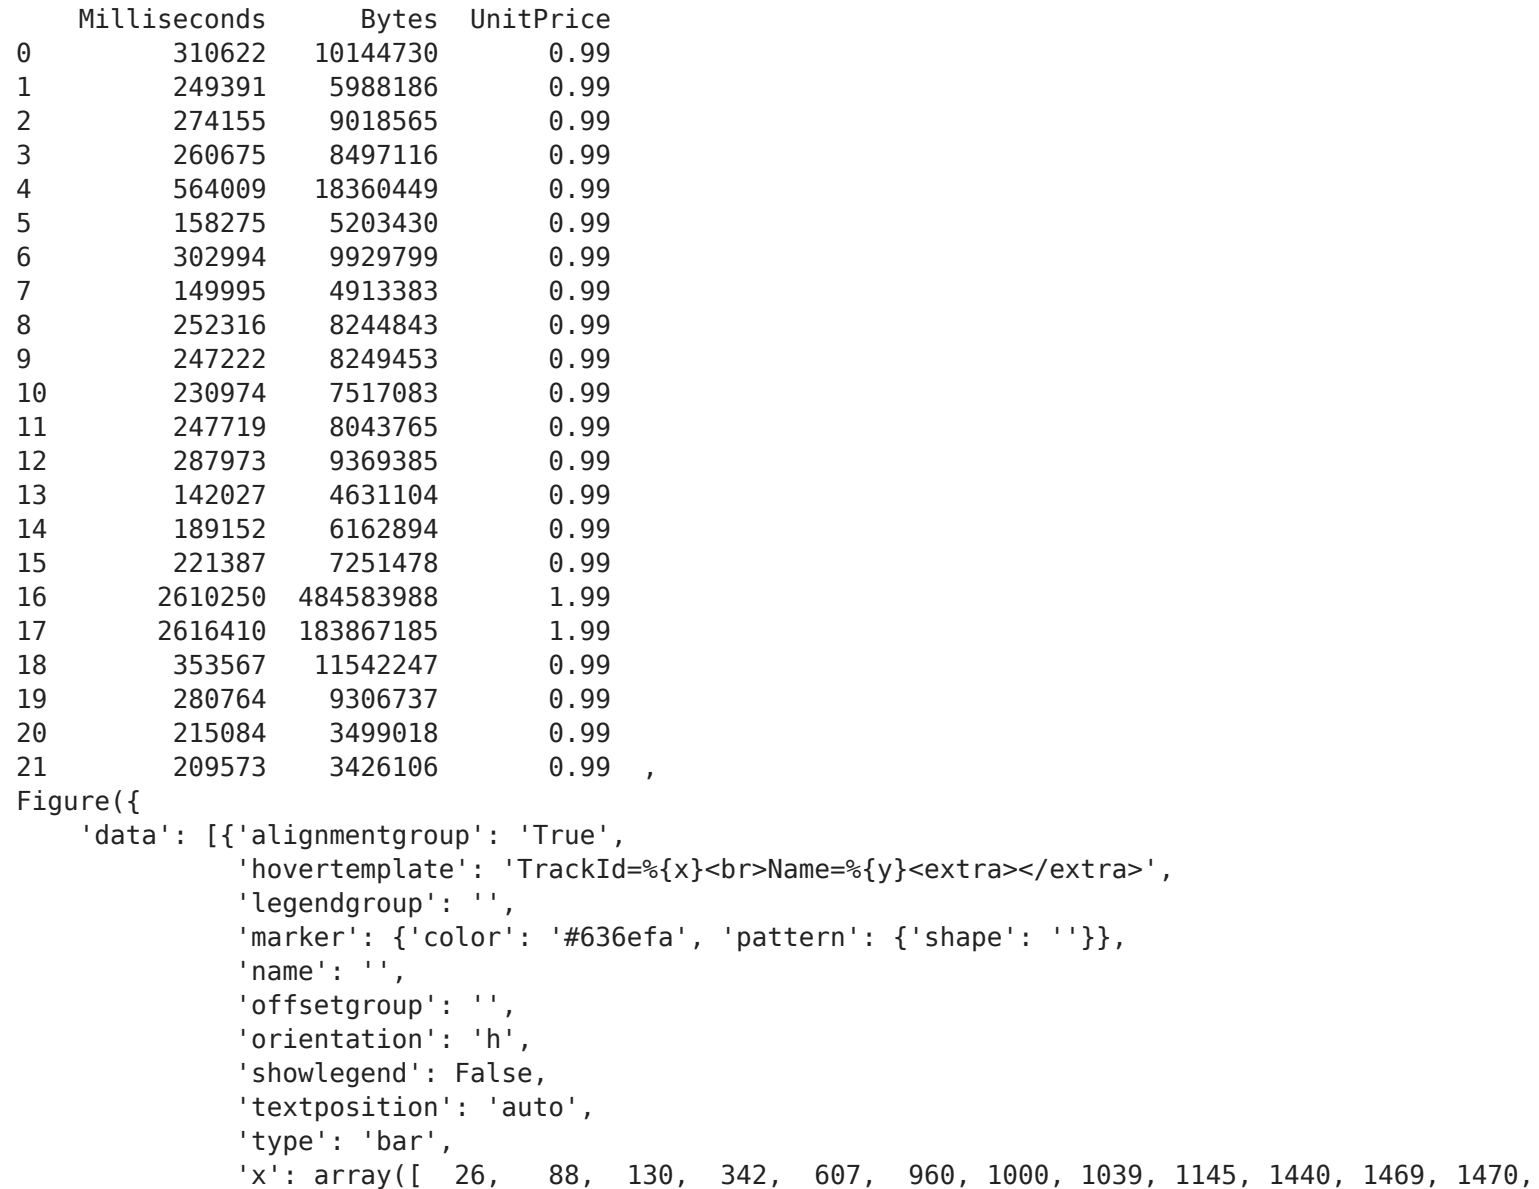 Milliseconds      Bytes  UnitPrice
0         310622   10144730       0.99
1         249391    5988186       0.99
2         274155    9018565       0.99
3         260675    8497116       0.99
4         564009   18360449       0.99
5         158275    5203430       0.99
6         302994    9929799       0.99
7         149995    4913383       0.99
8         252316    8244843       0.99
9         247222    8249453       0.99
10        230974    7517083       0.99
11        247719    8043765       0.99
12        287973    9369385       0.99
13        142027    4631104       0.99
14        189152    6162894       0.99
15        221387    7251478       0.99
16       2610250  484583988       1.99
17       2616410  183867185       1.99
18        353567   11542247       0.99
19        280764    9306737       0.99
20        215084    3499018       0.99
21        209573    3426106       0.99  ,
Figure({
    'data': [{'alignmentgroup': 'True',
              'hovertemplate': 'TrackId=%{x}<br>Name=%{y}<extra></extra>',
              'legendgroup': '',
              'marker': {'color': '#636efa', 'pattern': {'shape': ''}},
              'name': '',
              'offsetgroup': '',
              'orientation': 'h',
              'showlegend': False,
              'textposition': 'auto',
              'type': 'bar',
              'x': array([  26,   88,  130,  342,  607,  960, 1000, 1039, 1145, 1440, 1469, 1470,